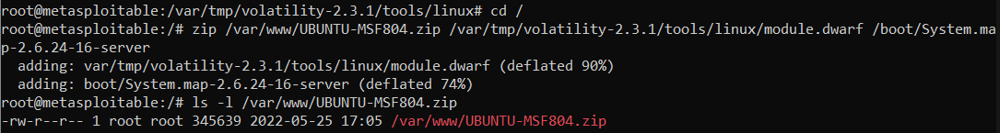 root@metasploitable:/var/tmp/volatility-2.3.1/tools/linux# cd /
root@metasploitable:/# zip /var/www/UBUNTU-MSF804.zip /var/tmp/volatility-2.3.1/tools/linux/module.dwarf /boot/System.ma
p-2.6.24-16-server
  adding: var/tmp/volatility-2.3.1/tools/linux/module.dwarf (deflated 90%)
  adding: boot/System.map-2.6.24-16-server (deflated 74%)
root@metasploitable:/# ls -l /var/www/UBUNTU-MSF804.zip
-rw-r--r-- 1 root root 345639 2022-05-25 17:05 /var/www/UBUNTU-MSF804.zip